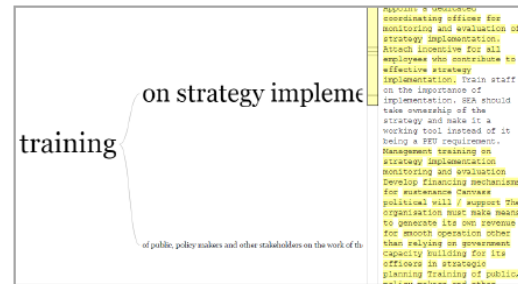 on strategy impleme
training
of public, policy makers and other stakeholders on the work of th
Appoint a dedicated
coordinating officer for
monitoring and evaluation of
strategy implementation.
Attach incentive for all
employees who contribute to
effective strategy
implementation. Train staff
on the importance of
implementation. SEA should
take ownership of the
strategy and make it a
working tool instead of it
being a PEU requirement.
Management training on
strategy implementation
monitoring and evaluation
Develop financing mechanisms
for sustenance Canvass
political will / support The
organisation must make means
to generate its own revenue
for smooth operation other
than relying on government
capacity building for its
officers in strategic
planning Training of public,
policy makers and other